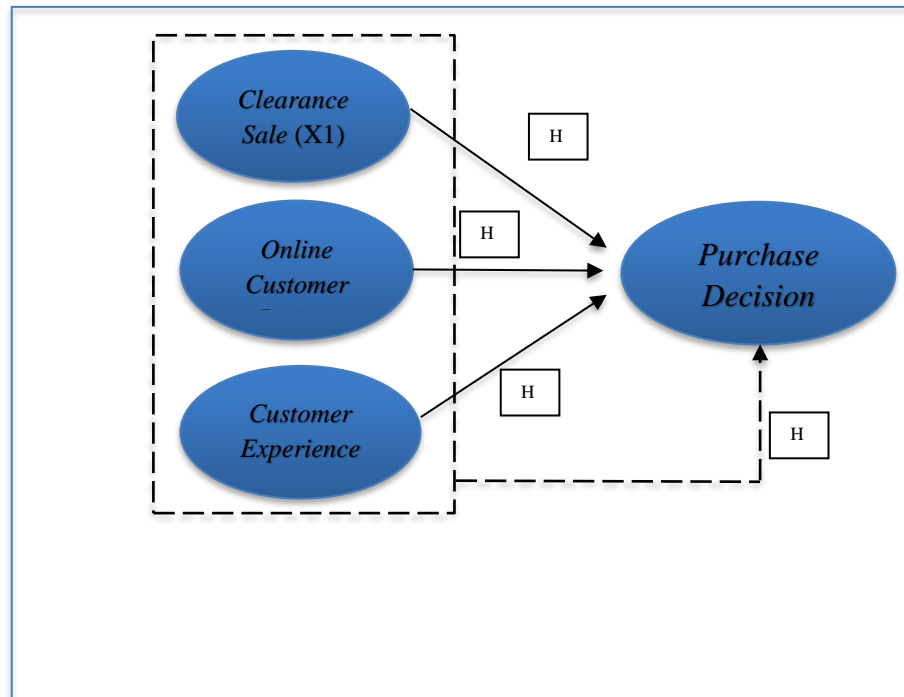 Clearance
Sale (X1)
H
Online
Customer
H
Purchase
Decision
Customer
Experience
H
H